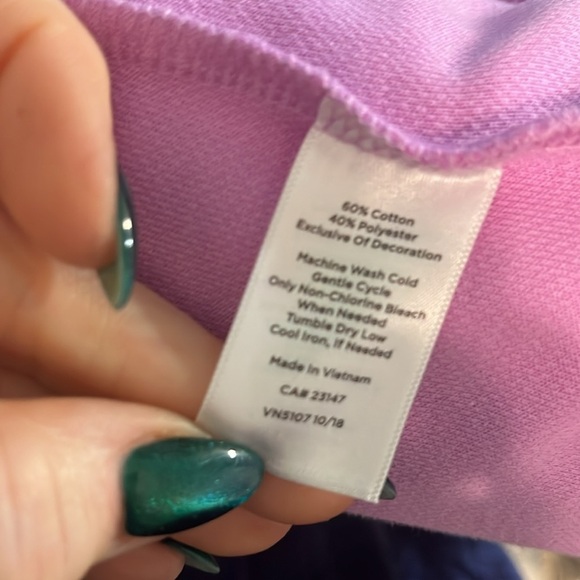 60% Cotton
40% Polyester
Exclusive Of Decoration
Machine Wash Cold
Gentle Cycle
Only Non-Chlorine Bleach
When Needed
Tumble Dry Low
Cool Iron, If Needed
Made In Vietnam
CA# 23147
VN5107 10/18